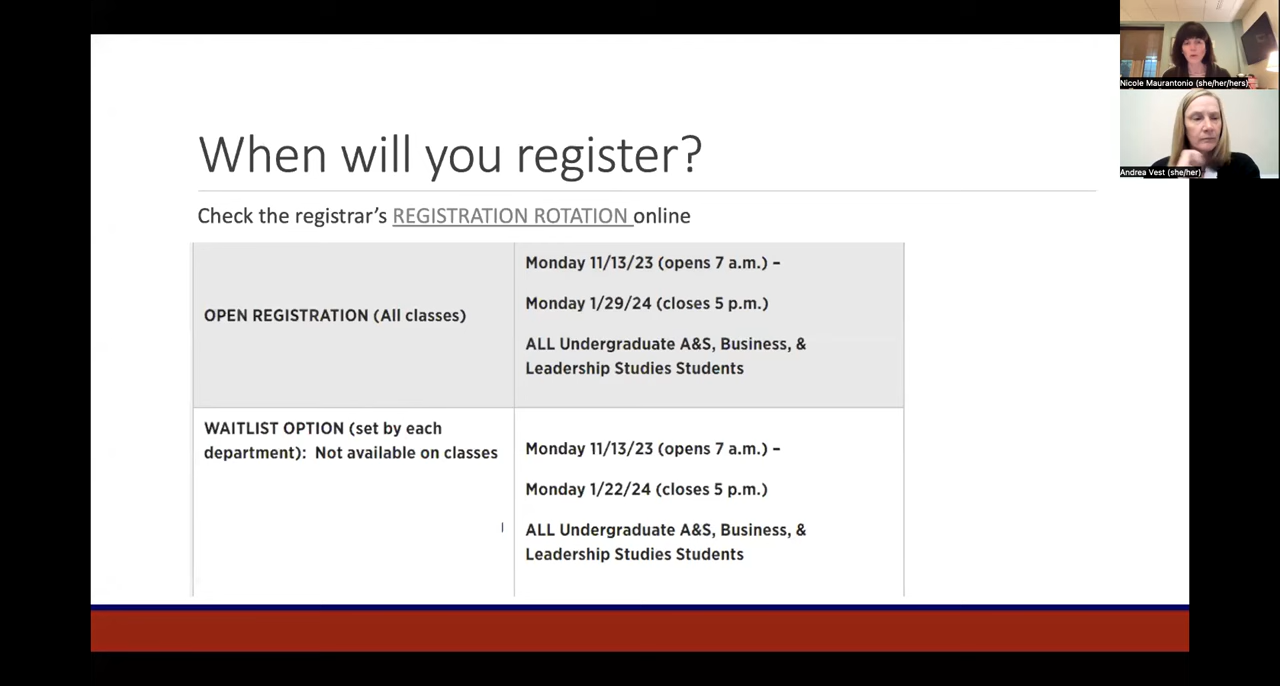 When will you register?
Check the registrar's REGISTRATION ROTATION online
OPEN REGISTRATION (All classes)
Monday 11/13/23 (opens 7 a.m.) –
Monday 1/29/24 (closes 5 p.m.)
ALL Undergraduate A&S, Business, &
Leadership Studies Students
WAITLIST OPTION (set by each
department): Not available on classes
Monday 11/13/23 (opens 7 a.m.) –
Monday 1/22/24 (closes 5 p.m.)
ALL Undergraduate A&S, Business, &
Leadership Studies Students
Nicole Maurantonio (she/her/hers)
Andrea Vest (she/her)